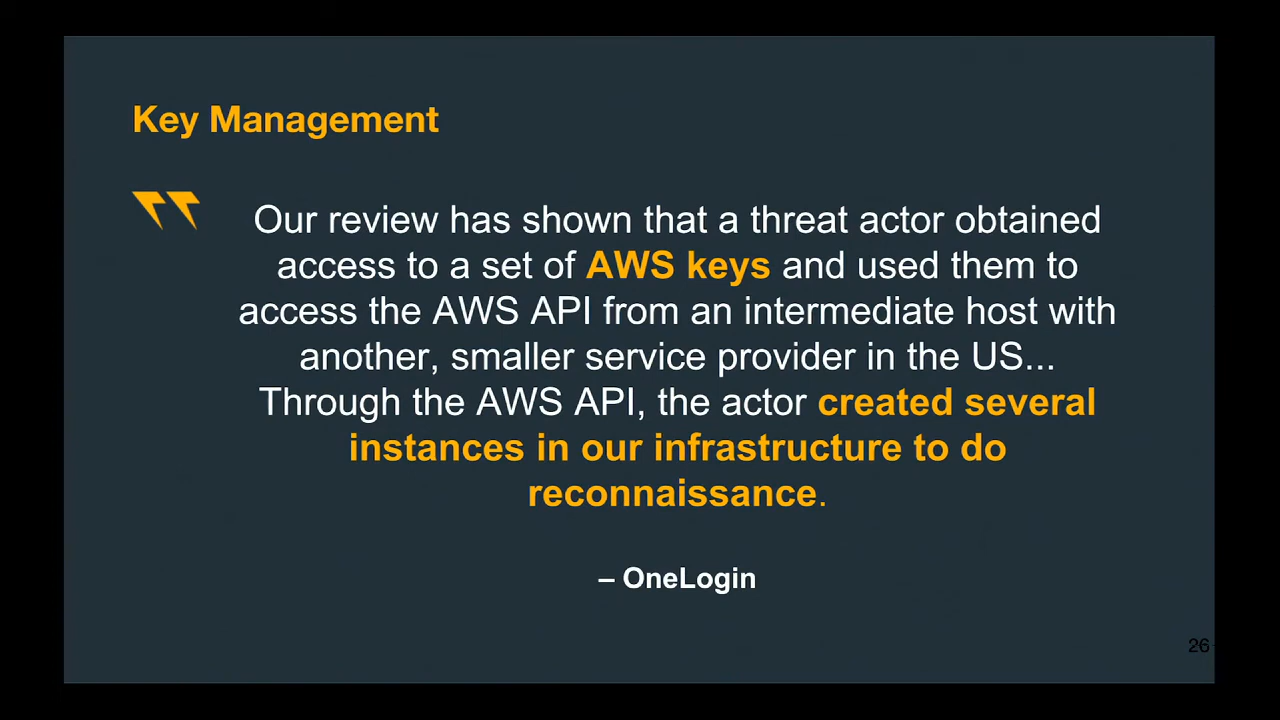 Key Management
Our review has shown that a threat actor obtained
access to a set of AWS keys and used them to
access the AWS API from an intermediate host with
another, smaller service provider in the US...
Through the AWS API, the actor created several
instances in our infrastructure to do
reconnaissance.
– OneLogin
26